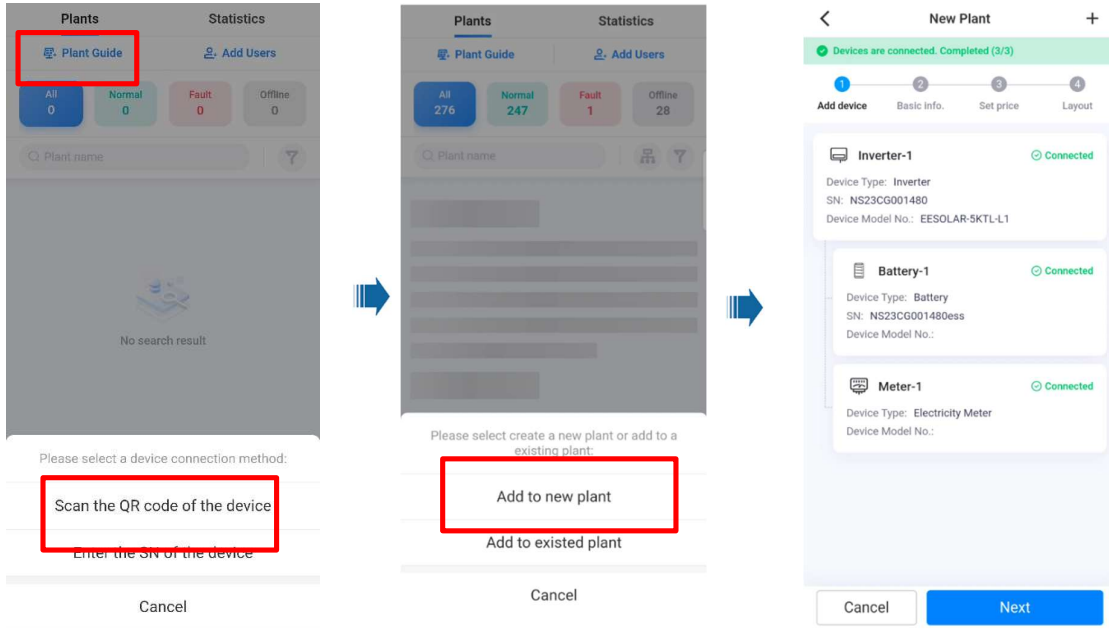 Plants Statistics
Plant Guide Add Users
All Normal Fault Offline
0 0 0 0
Plant name
No search result
Please select a device connection method:
Scan the QR code of the device
Enter the SN of the device
Cancel
Plants Statistics
Plant Guide Add Users
All Normal Fault Offline
276 247 1 28
Plant name
Please select create a new plant or add to a
existing plant:
Add to new plant
Add to existed plant
Cancel
New Plant
Devices are connected. Completed (3/3)
1 2 3 4
Add device Basic info. Set price Layout
Inverter-1 Connected
Device Type: Inverter
SN: NS23CG001480
Device Model No.: EESOLAR-5KTL-L1
Battery-1 Connected
Device Type: Battery
SN: NS23CG001480ess
Device Model No.:
Meter-1 Connected
Device Type: Electricity Meter
Device Model No.:
Cancel Next